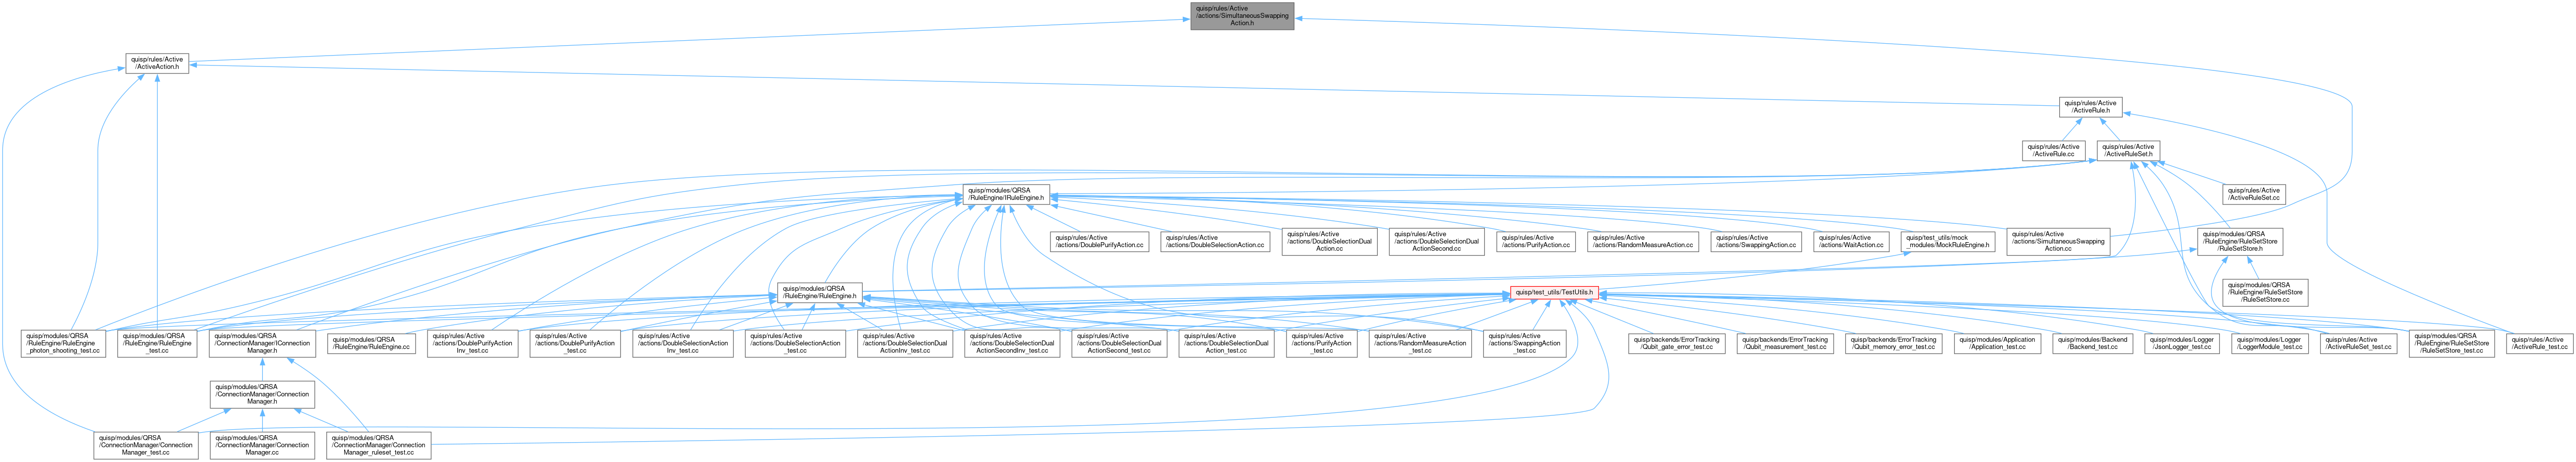 quisp/rules/Active
/actions/SimultaneousSwapping
Action.h
quisp/rules/Active
/ActiveAction.h
quisp/rules/Active
/ActiveRule.h
quisp/rules/Active
/ActiveRule.cc
quisp/rules/Active
/ActiveRuleSet.h
quisp/modules/QRSA
/RuleEngine/IRuleEngine.h
quisp/rules/Active
/ActiveRuleSet.cc
quisp/rules/Active
/actions/DoublePurifyAction.cc
quisp/rules/Active
/actions/DoubleSelectionAction.cc
quisp/rules/Active
/actions/DoubleSelectionDual
Action.cc
quisp/rules/Active
/actions/DoubleSelectionDual
ActionSecond.cc
quisp/rules/Active
/actions/PurifyAction.cc
quisp/rules/Active
/actions/RandomMeasureAction.cc
quisp/rules/Active
/actions/SwappingAction.cc
quisp/rules/Active
/actions/WaitAction.cc
quisp/test_utils/mock
_modules/MockRuleEngine.h
quisp/rules/Active
/actions/SimultaneousSwapping
Action.cc
quisp/modules/QRSA
/RuleEngine/RuleSetStore
/RuleSetStore.h
quisp/modules/QRSA
/RuleEngine/RuleEngine.h
quisp/test_utils/TestUtils.h
quisp/modules/QRSA
/RuleEngine/RuleSetStore
/RuleSetStore.cc
quisp/modules/QRSA
/RuleEngine/RuleEngine
_photon_shooting_test.cc
quisp/modules/QRSA
/RuleEngine/RuleEngine
_test.cc
quisp/modules/QRSA
/ConnectionManager/IConnection
Manager.h
quisp/modules/QRSA
/RuleEngine/RuleEngine.cc
quisp/rules/Active
/actions/DoublePurifyAction
Inv_test.cc
quisp/rules/Active
/actions/DoublePurifyAction
_test.cc
quisp/rules/Active
/actions/DoubleSelectionAction
Inv_test.cc
quisp/rules/Active
/actions/DoubleSelectionAction
_test.cc
quisp/rules/Active
/actions/DoubleSelectionDual
ActionInv_test.cc
quisp/rules/Active
/actions/DoubleSelectionDual
ActionSecondInv_test.cc
quisp/rules/Active
/actions/DoubleSelectionDual
ActionSecond_test.cc
quisp/rules/Active
/actions/DoubleSelectionDual
Action_test.cc
quisp/rules/Active
/actions/PurifyAction
_test.cc
quisp/rules/Active
/actions/RandomMeasureAction
_test.cc
quisp/rules/Active
/actions/SwappingAction
_test.cc
quisp/backends/ErrorTracking
/Qubit_gate_error_test.cc
quisp/backends/ErrorTracking
/Qubit_measurement_test.cc
quisp/backends/ErrorTracking
/Qubit_memory_error_test.cc
quisp/modules/Application
/Application_test.cc
quisp/modules/Backend
/Backend_test.cc
quisp/modules/Logger
/JsonLogger_test.cc
quisp/modules/Logger
/LoggerModule_test.cc
quisp/rules/Active
/ActiveRuleSet_test.cc
quisp/modules/QRSA
/RuleEngine/RuleSetStore
/RuleSetStore_test.cc
quisp/rules/Active
/ActiveRule_test.cc
quisp/modules/QRSA
/ConnectionManager/Connection
Manager.h
quisp/modules/QRSA
/ConnectionManager/Connection
Manager_test.cc
quisp/modules/QRSA
/ConnectionManager/Connection
Manager.cc
quisp/modules/QRSA
/ConnectionManager/Connection
Manager_ruleset_test.cc